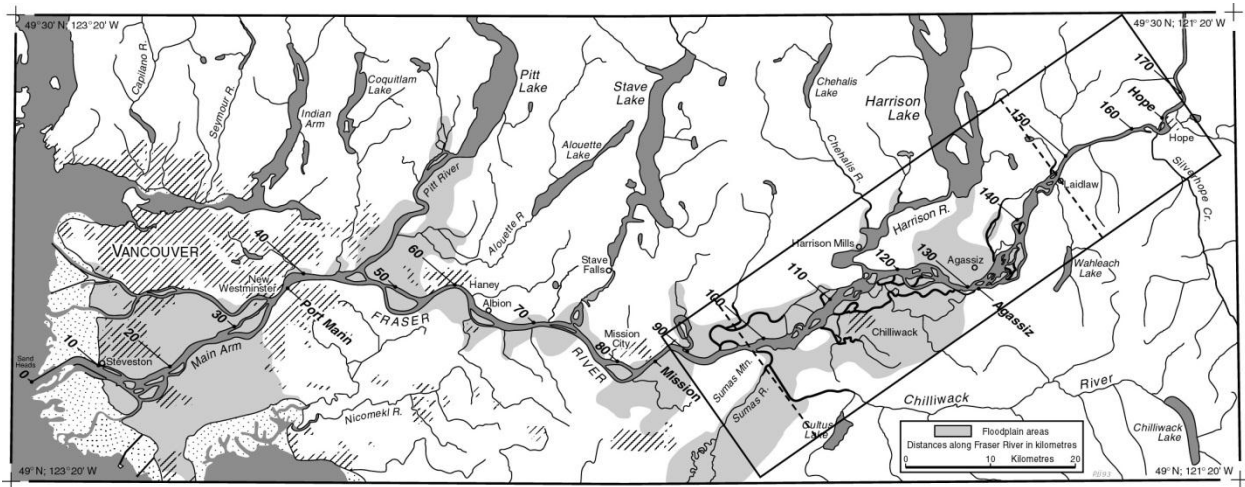 49° 30' N; 123° 20' W
49° 30' N; 121° 20' W
Capilano R.
Seymour R.
Indian
Arm
Coquitlam
Lake
Pitt
Lake
Stave
Lake
Chehalis
Lake
Harrison
Lake
Alouette
Lake
Chehalis R.
170
150
160
Hope
Hope
Silverhope Cr.
Laidlaw
Pitt River
Alouette R.
Harrison R.
140
Harrison Mills
VANCOUVER
40
60
Stave
Falls
130
120
Agassiz
Wahleach
Lake
110
New
Westminster
50
Haney
Albion
Port Mann
FRASER
100
Agassiz
30
70
Mission
City
90
Chilliwack
20
10
Steveston
Main Arm
80
RIVER
Mission
Sand
Heads
0
Sumas Mtn.
Sumas R.
Chilliwack
River
Nicomekl R.
Cultus
Lake
Chilliwack
Lake
Floodplain areas
Distances along Fraser River in kilometres
0 10 Kilometres 20
49° N; 123° 20' W
49° N; 121° 20' W